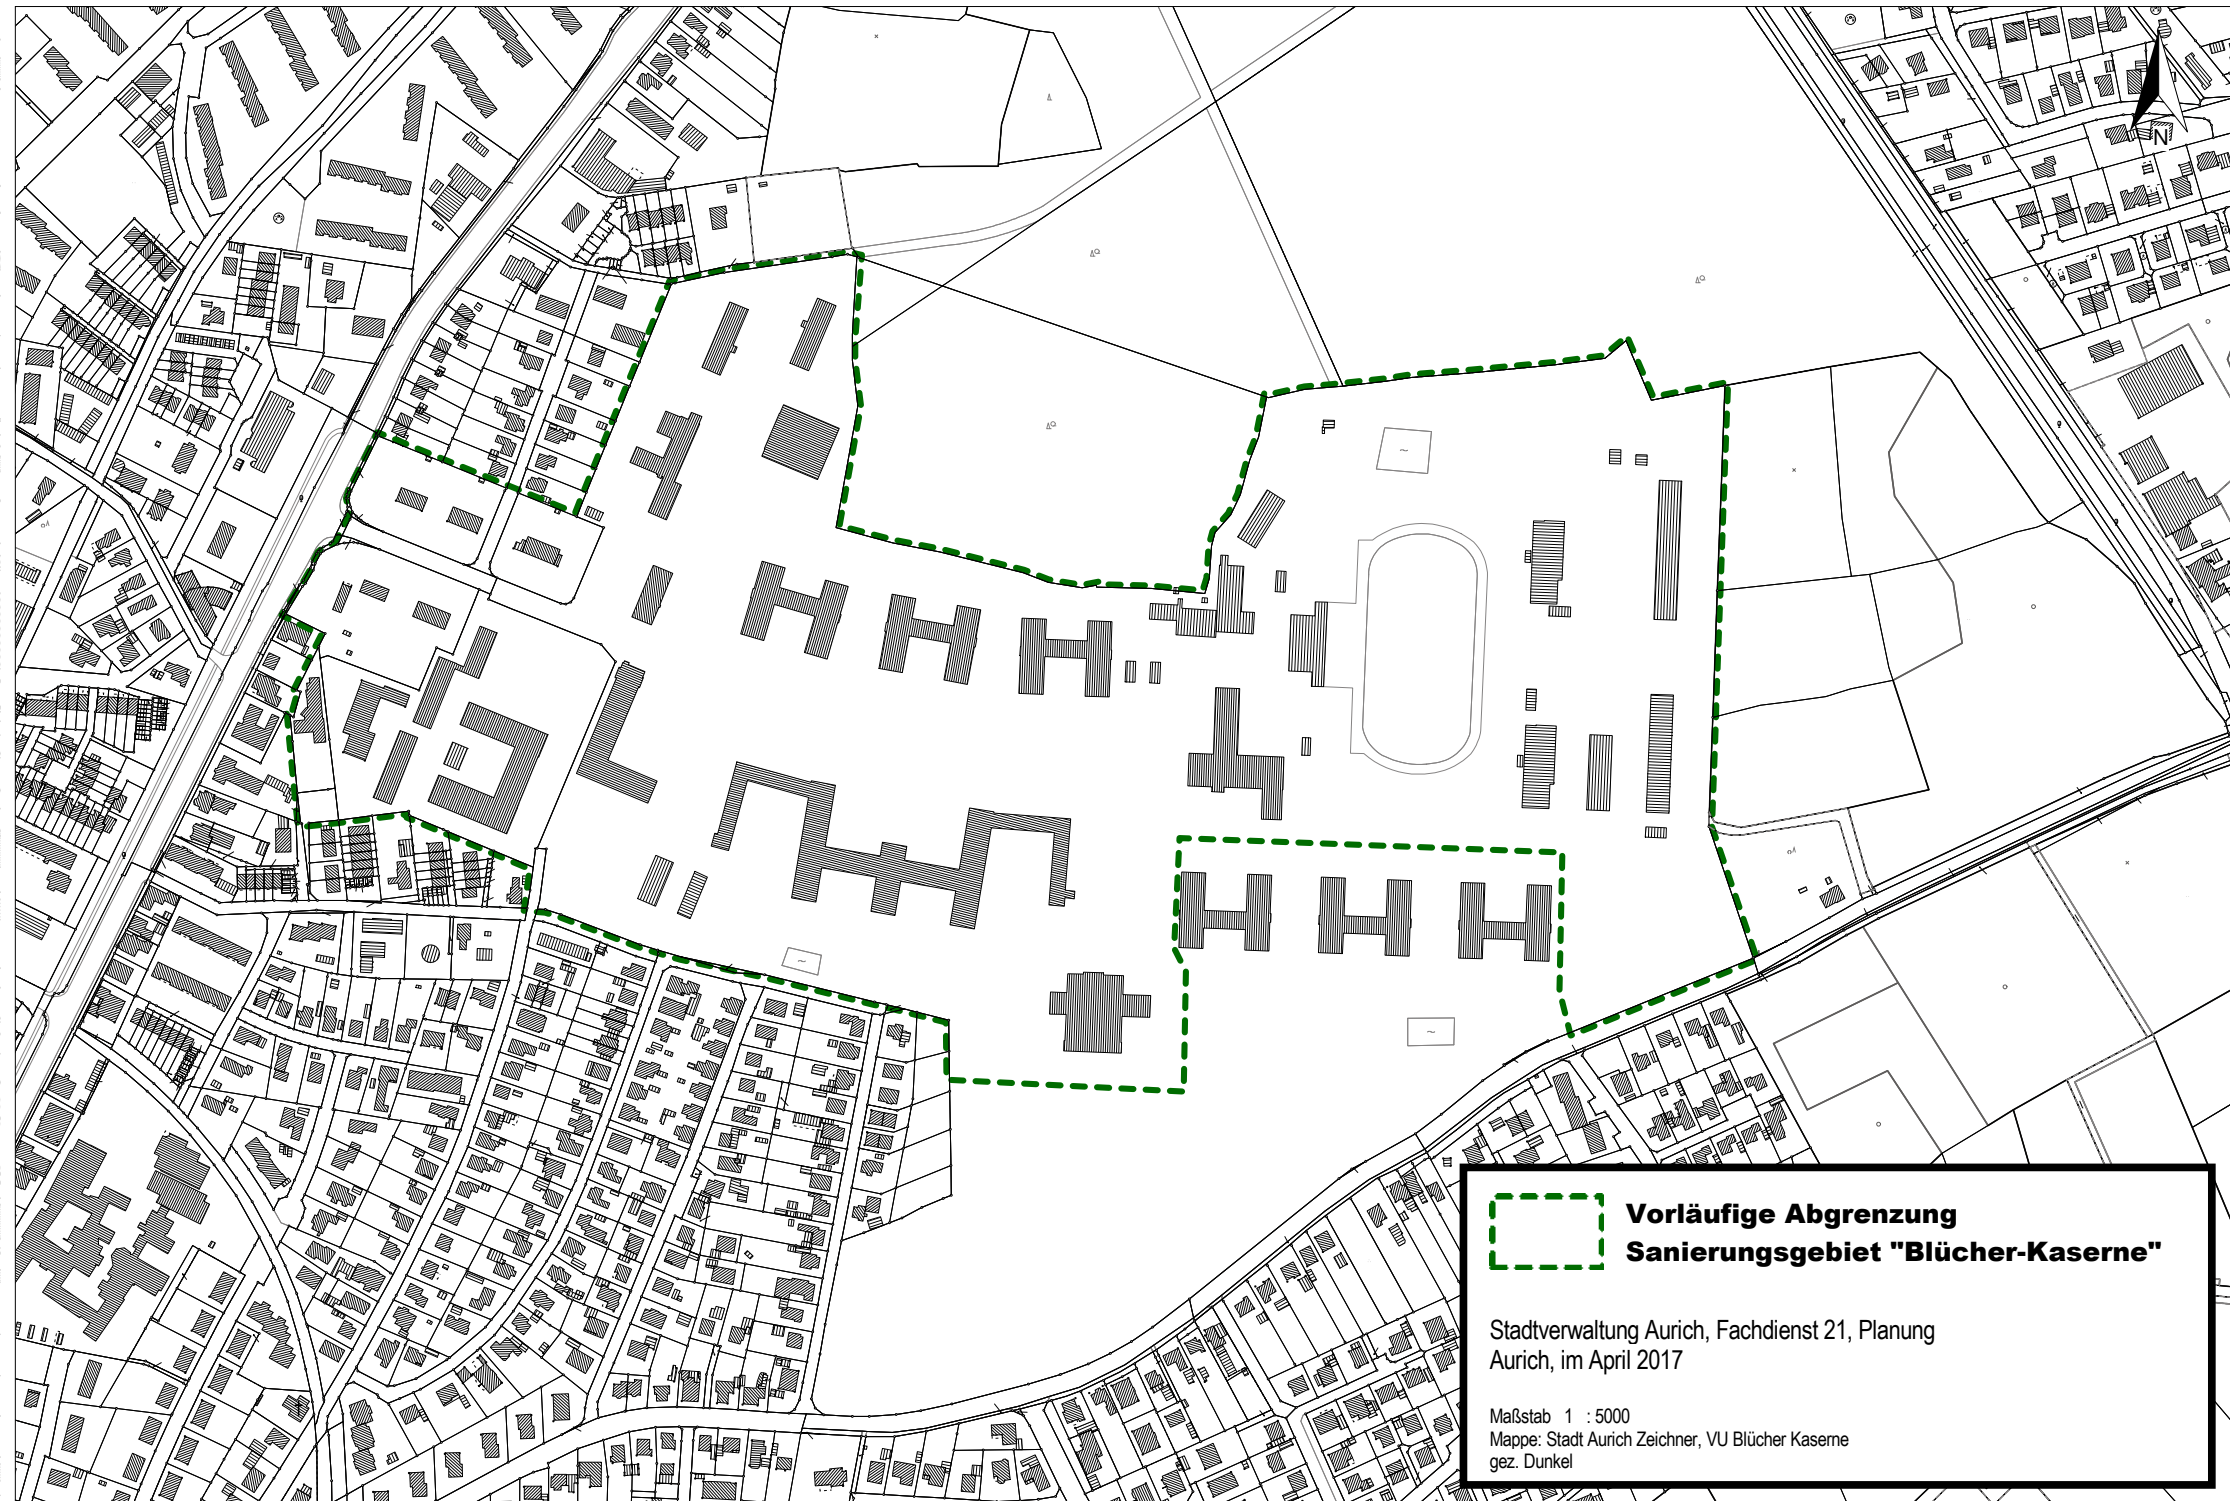 N
Vorläufige Abgrenzung
Sanierungsgebiet "Blücher-Kaserne"
Stadtverwaltung Aurich, Fachdienst 21, Planung
Aurich, im April 2017
Maßstab 1 : 5000
Mappe: Stadt Aurich Zeichner, VU Blücher Kaserne
gez. Dunkel